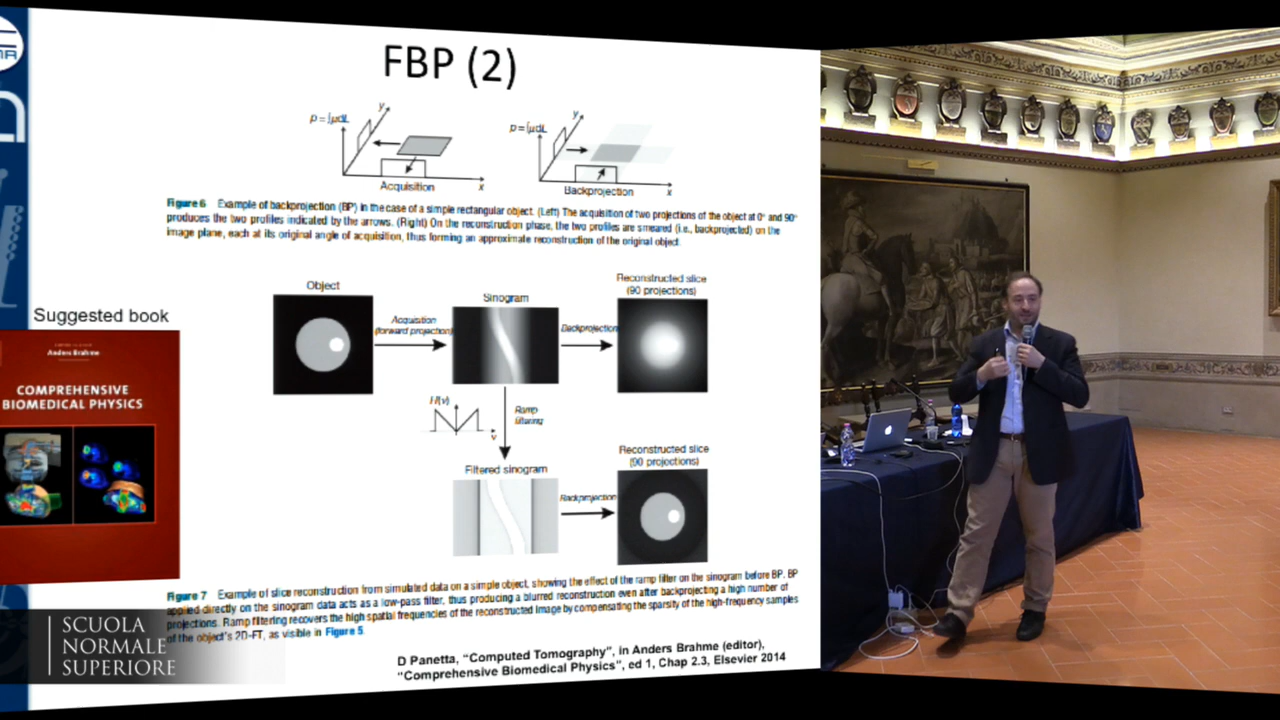 FBP (2)
p=∫μdL
y
x
Acquisition
p=∫μdL
y
x
Backprojection
Figure 6 Example of backprojection (BP) in the case of a simple rectangular object. (Left) The acquisition of two projections of the object at 0° and 90°
produces the two profiles indicated by the arrows. (Right) On the reconstruction phase, the two profiles are smeared (i.e., backprojected) on the
image plane, each at its original angle of acquisition, thus forming an approximate reconstruction of the original object.
Object
Acquisition
(forward projection)
Sinogram
Backprojection
Reconstructed slice
(90 projections)
H(v)
v
Ramp
filtering
Filtered sinogram
Backprojection
Reconstructed slice
(90 projections)
Figure 7 Example of slice reconstruction from simulated data on a simple object, showing the effect of the ramp filter on the sinogram before BP. BP
applied directly on the sinogram data acts as a low-pass filter, thus producing a blurred reconstruction even after backprojecting a high number of
projections. Ramp filtering recovers the high spatial frequencies of the reconstructed image by compensating the sparsity of the high-frequency samples
of the object's 2D-FT, as visible in Figure 5.
D Panetta, "Computed Tomography", in Anders Brahme (editor),
"Comprehensive Biomedical Physics", ed 1, Chap 2.3, Elsevier 2014
Suggested book
Anders Brahme
COMPREHENSIVE
BIOMEDICAL PHYSICS
SCUOLA
NORMALE
SUPERIORE